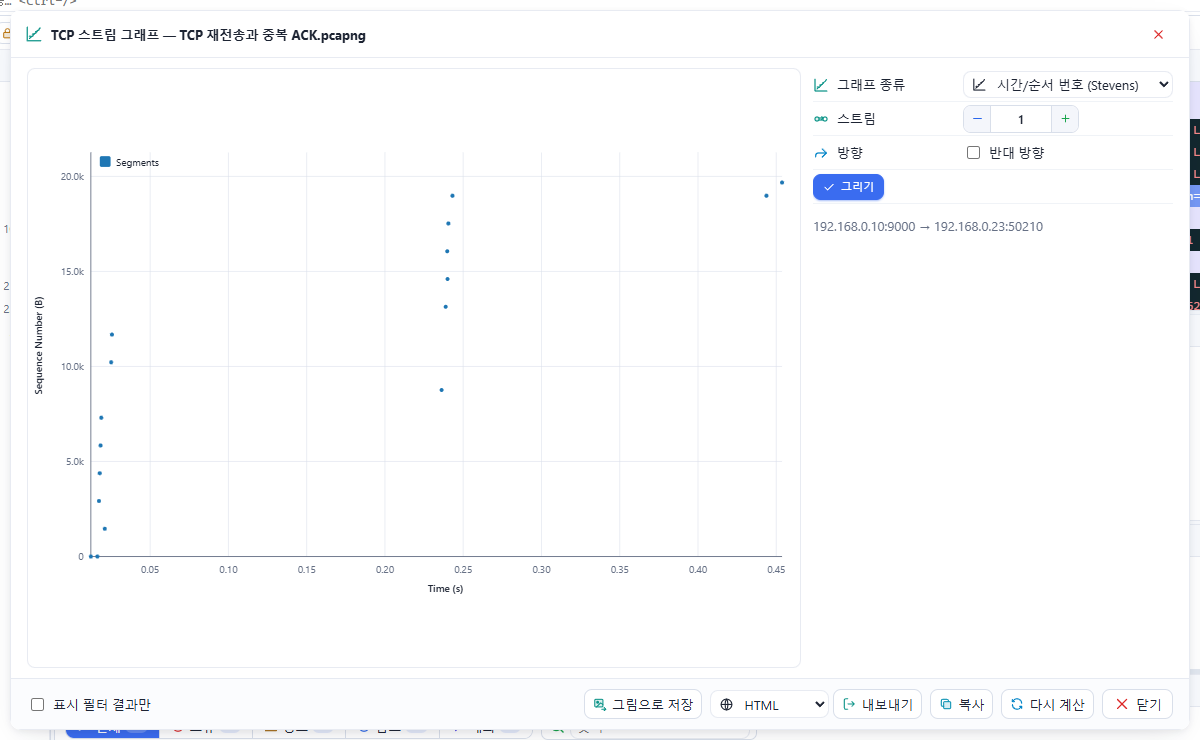 TCP 스트림 그래프 — TCP 재전송과 중복 ACK.pcapng
Segments
20.0k
15.0k
10.0k
5.0k
0
Sequence Number (B)
0.05 0.10 0.15 0.20 0.25 0.30 0.35 0.40 0.45
Time (s)
그래프 종류 시간/순서 번호 (Stevens)
스트림 1
방향 반대 방향
그리기
192.168.0.10:9000 → 192.168.0.23:50210
표시 필터 결과만 그림으로 저장 HTML 내보내기 복사 다시 계산 닫기